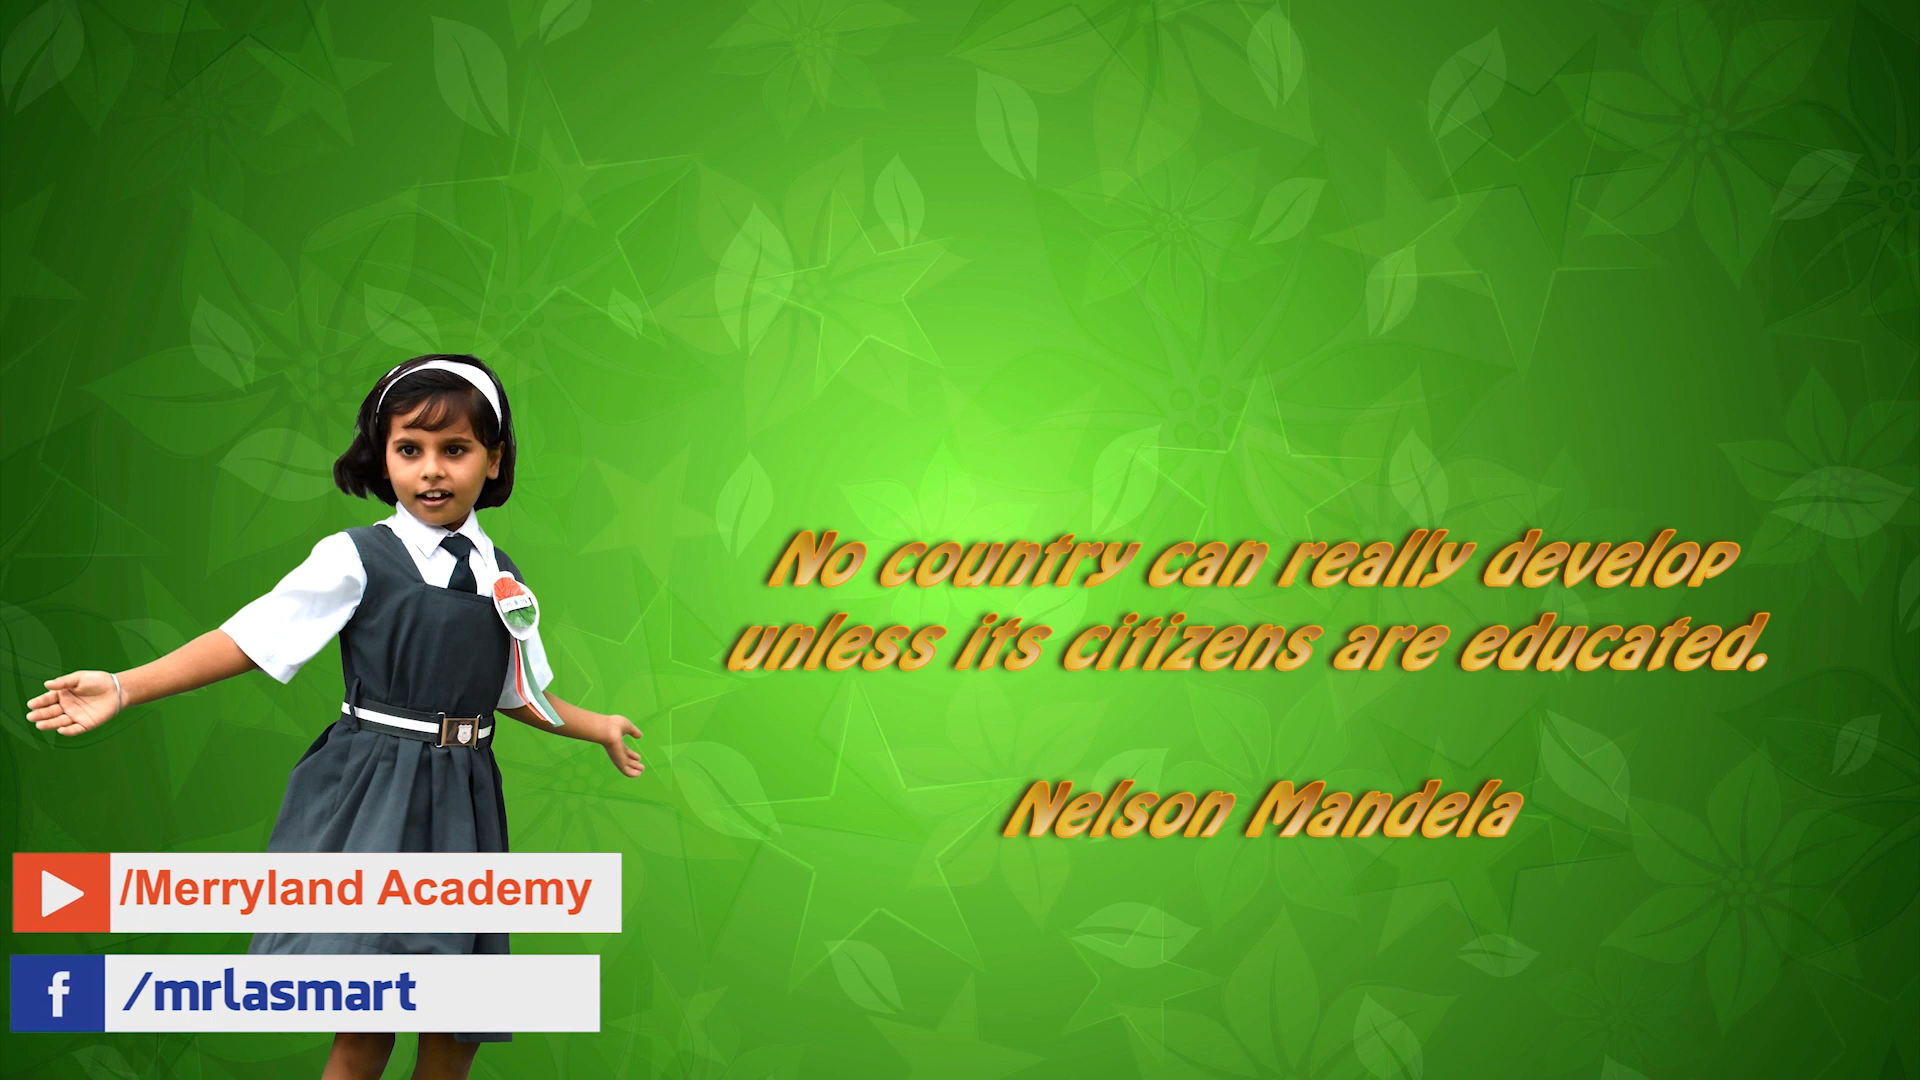 No country can really develop
unless its citizens are educated.
Nelson Mandela
/Merryland Academy
f /mrlasmart